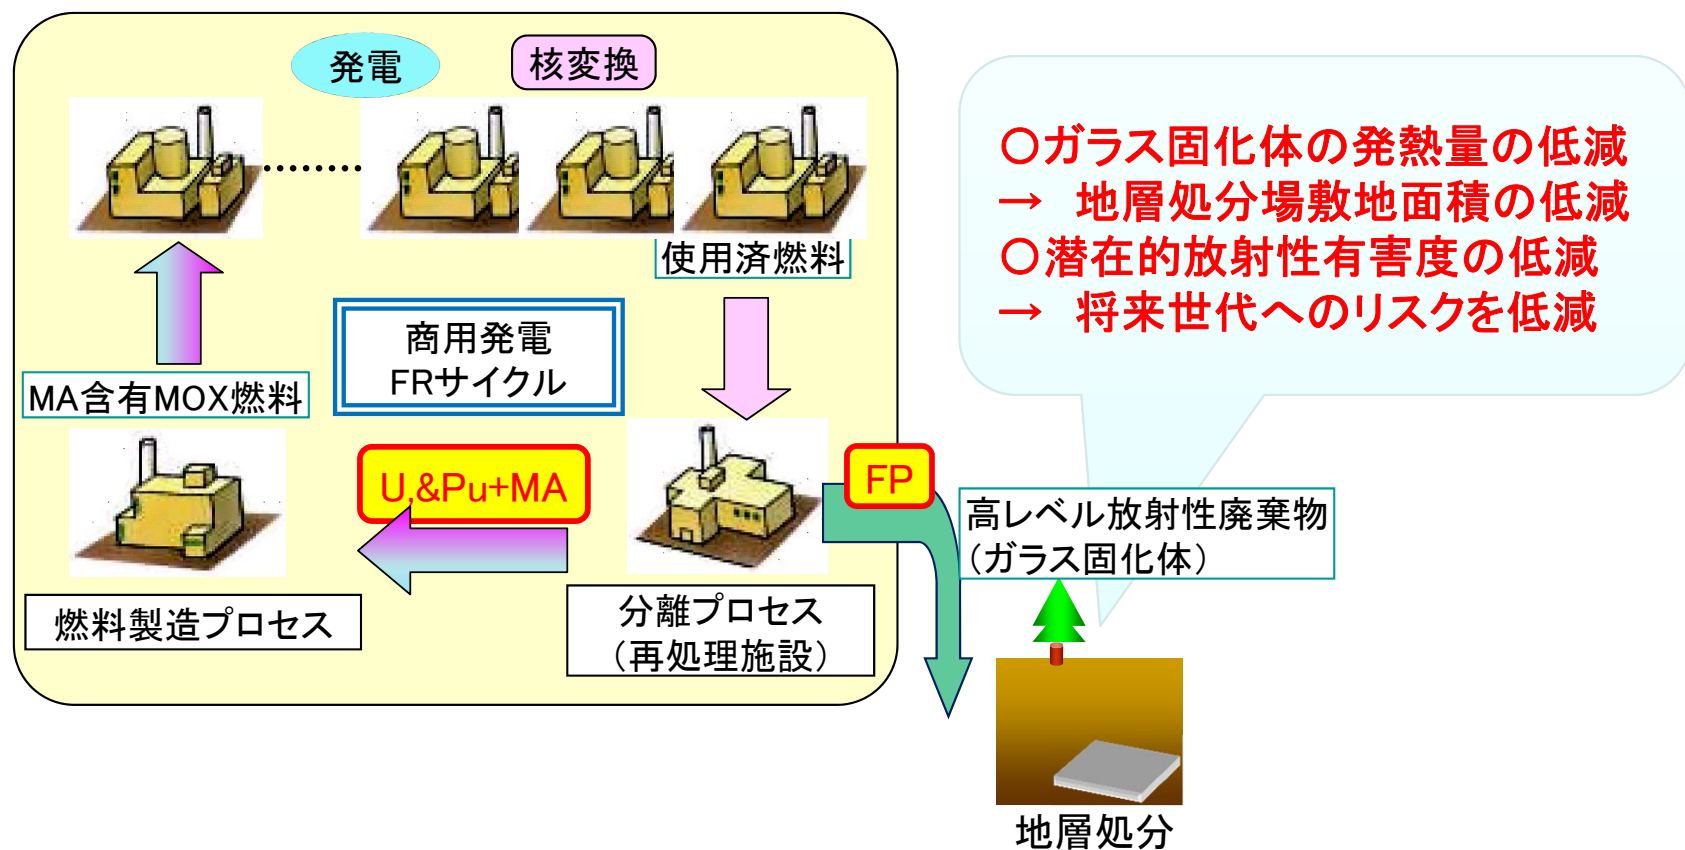 発電
核変換
使用済燃料
商用発電
FRサイクル
MA含有MOX燃料
U,&Pu+MA
FP
燃料製造プロセス
分離プロセス
(再処理施設)
○ガラス固化体の発熱量の低減
→ 地層処分場敷地面積の低減
○潜在的放射性有害度の低減
→ 将来世代へのリスクを低減
高レベル放射性廃棄物
(ガラス固化体)
地層処分